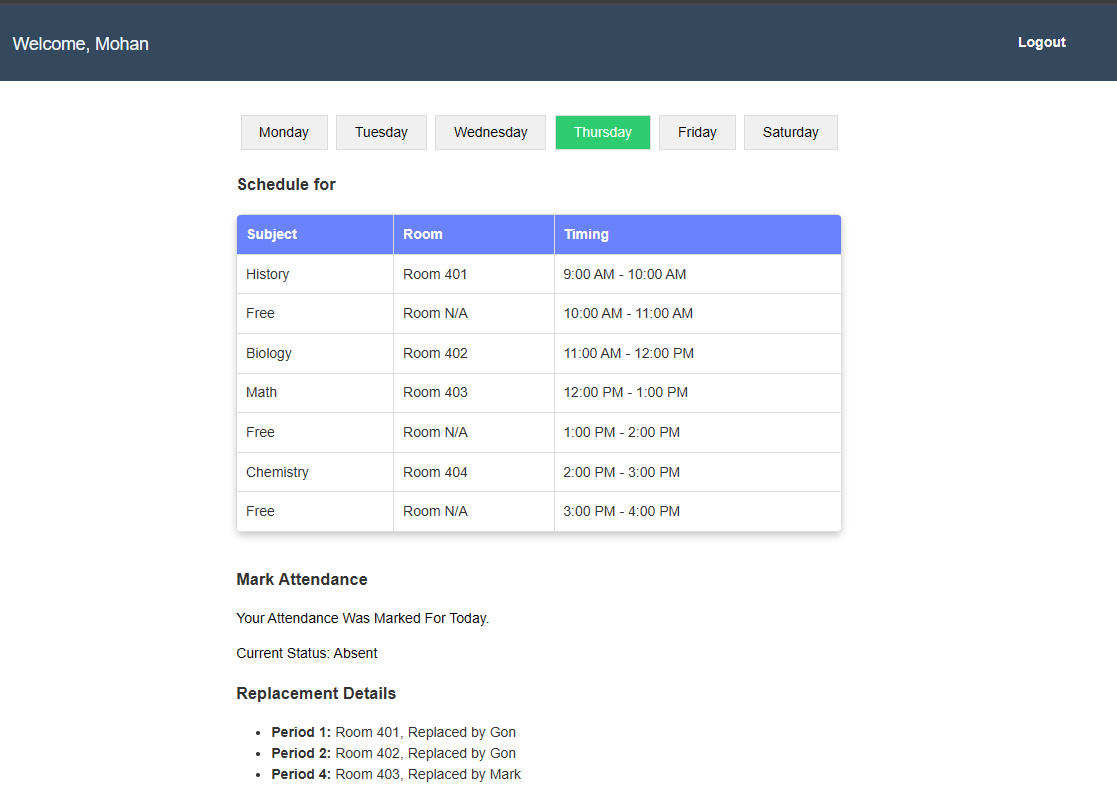 Welcome, Mohan Logout
Monday Tuesday Wednesday Thursday Friday Saturday
Schedule for
Subject Room Timing
History Room 401 9:00 AM - 10:00 AM
Free Room N/A 10:00 AM - 11:00 AM
Biology Room 402 11:00 AM - 12:00 PM
Math Room 403 12:00 PM - 1:00 PM
Free Room N/A 1:00 PM - 2:00 PM
Chemistry Room 404 2:00 PM - 3:00 PM
Free Room N/A 3:00 PM - 4:00 PM
Mark Attendance
Your Attendance Was Marked For Today.
Current Status: Absent
Replacement Details
• Period 1: Room 401, Replaced by Gon
• Period 2: Room 402, Replaced by Gon
• Period 4: Room 403, Replaced by Mark